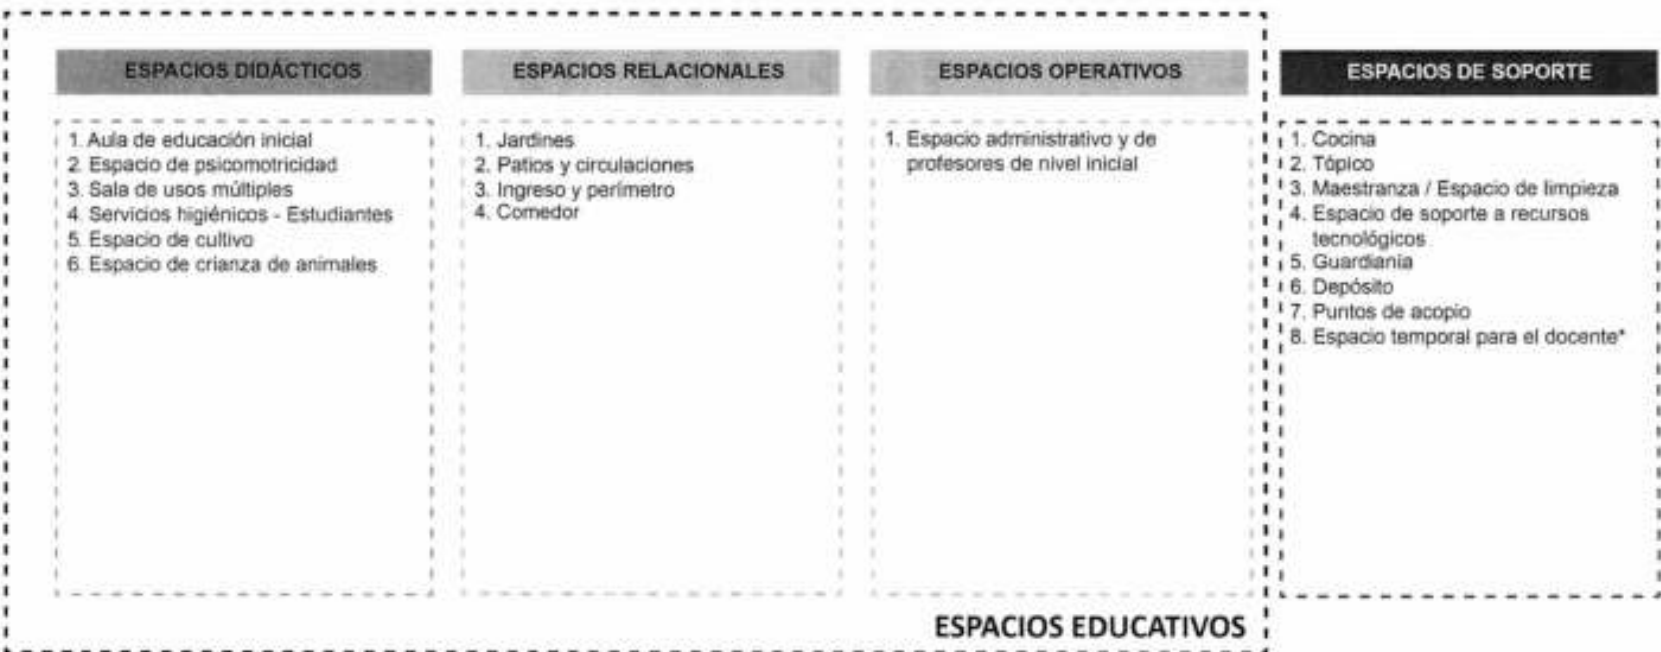 ESPACIOS DIDÁCTICOS
1. Aula de educación inicial
2. Espacio de psicomotricidad
3. Sala de usos múltiples
4. Servicios higiénicos - Estudiantes
5. Espacio de cultivo
6. Espacio de crianza de animales
ESPACIOS RELACIONALES
1. Jardines
2. Patios y circulaciones
3. Ingreso y perímetro
4. Comedor
ESPACIOS OPERATIVOS
1. Espacio administrativo y de
profesores de nivel inicial
ESPACIOS EDUCATIVOS
ESPACIOS DE SOPORTE
1. Cocina
2. Tópico
3. Maestranza / Espacio de limpieza
4. Espacio de soporte a recursos
tecnológicos
5. Guardianía
6. Depósito
7. Puntos de acopio
8. Espacio temporal para el docente*